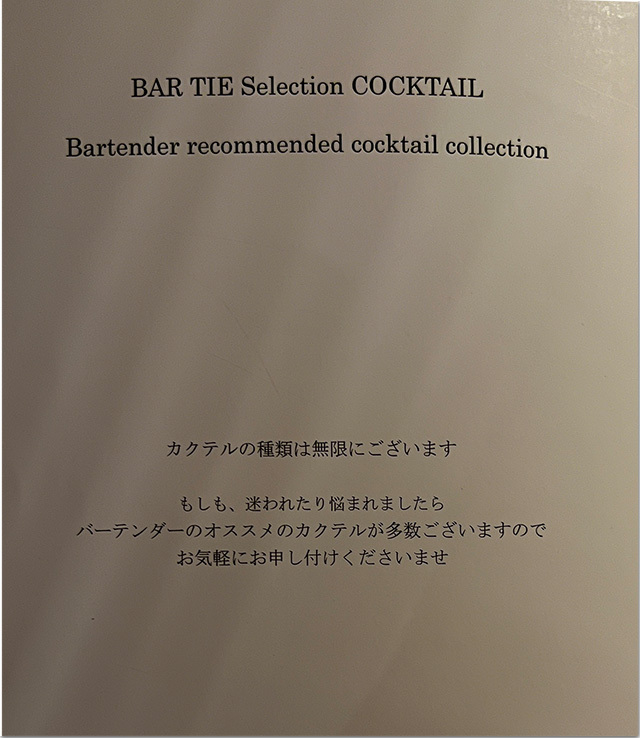 BAR TIE Selection COCKTAIL
Bartender recommended cocktail collection
カクテルの種類は無限にございます
もしも、迷われたり悩まれましたら
バーテンダーのオススメのカクテルが多数ございますので
お気軽にお申し付けくださいませ